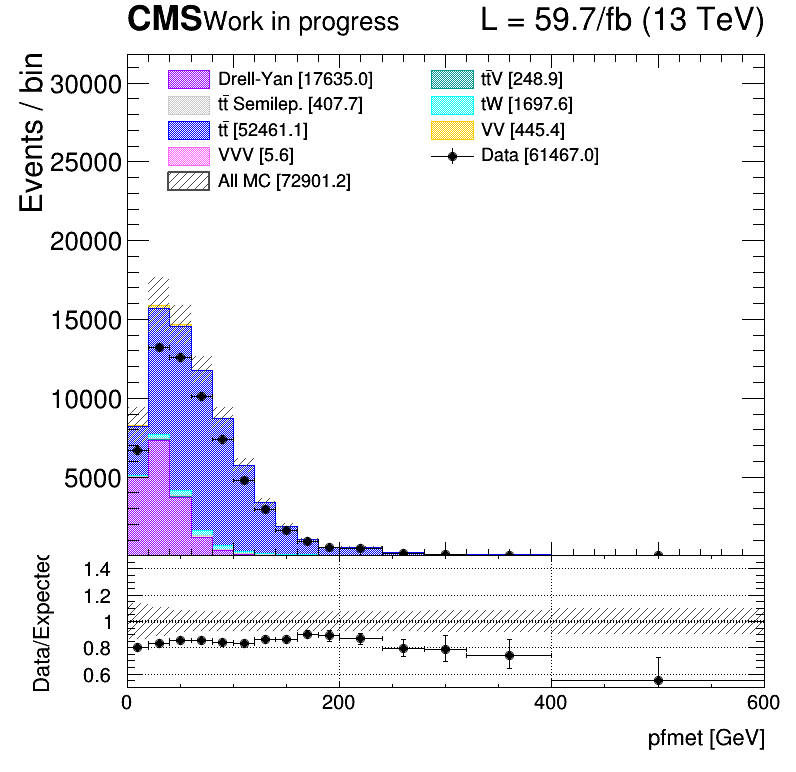 CMS Work in progress L = 59.7/fb (13 TeV)
Events / bin
30000
25000
20000
15000
10000
5000
Drell-Yan [17635.0]
tt̄ Semilep. [407.7]
tt̄ [52461.1]
VVV [5.6]
All MC [72901.2]
tt̄V [248.9]
tW [1697.6]
VV [445.4]
Data [61467.0]
Data/Expected
1.4
1.2
1
0.8
0.6
0 200 400 600
pfmet [GeV]